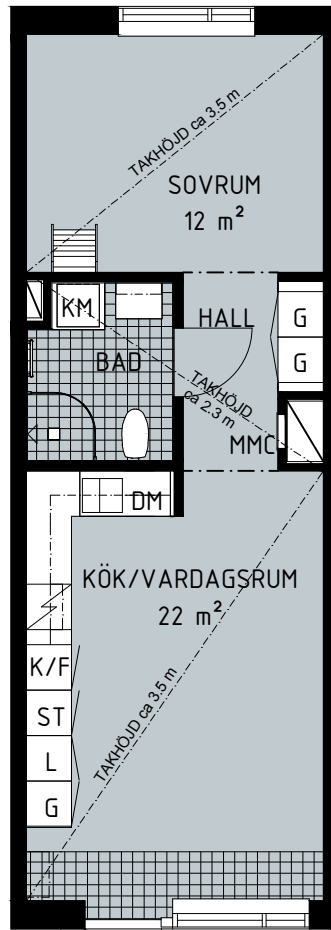 TAKHÖJD ca 3.5 m
SOVRUM
12 m²
KM
HALL
G
BAD
G
TAKHÖJD
ca 2.3 m
MMC
DM
KÖK/VARDAGSRUM
22 m²
K/F
ST
TAKHÖJD ca 3.5 m
L
G